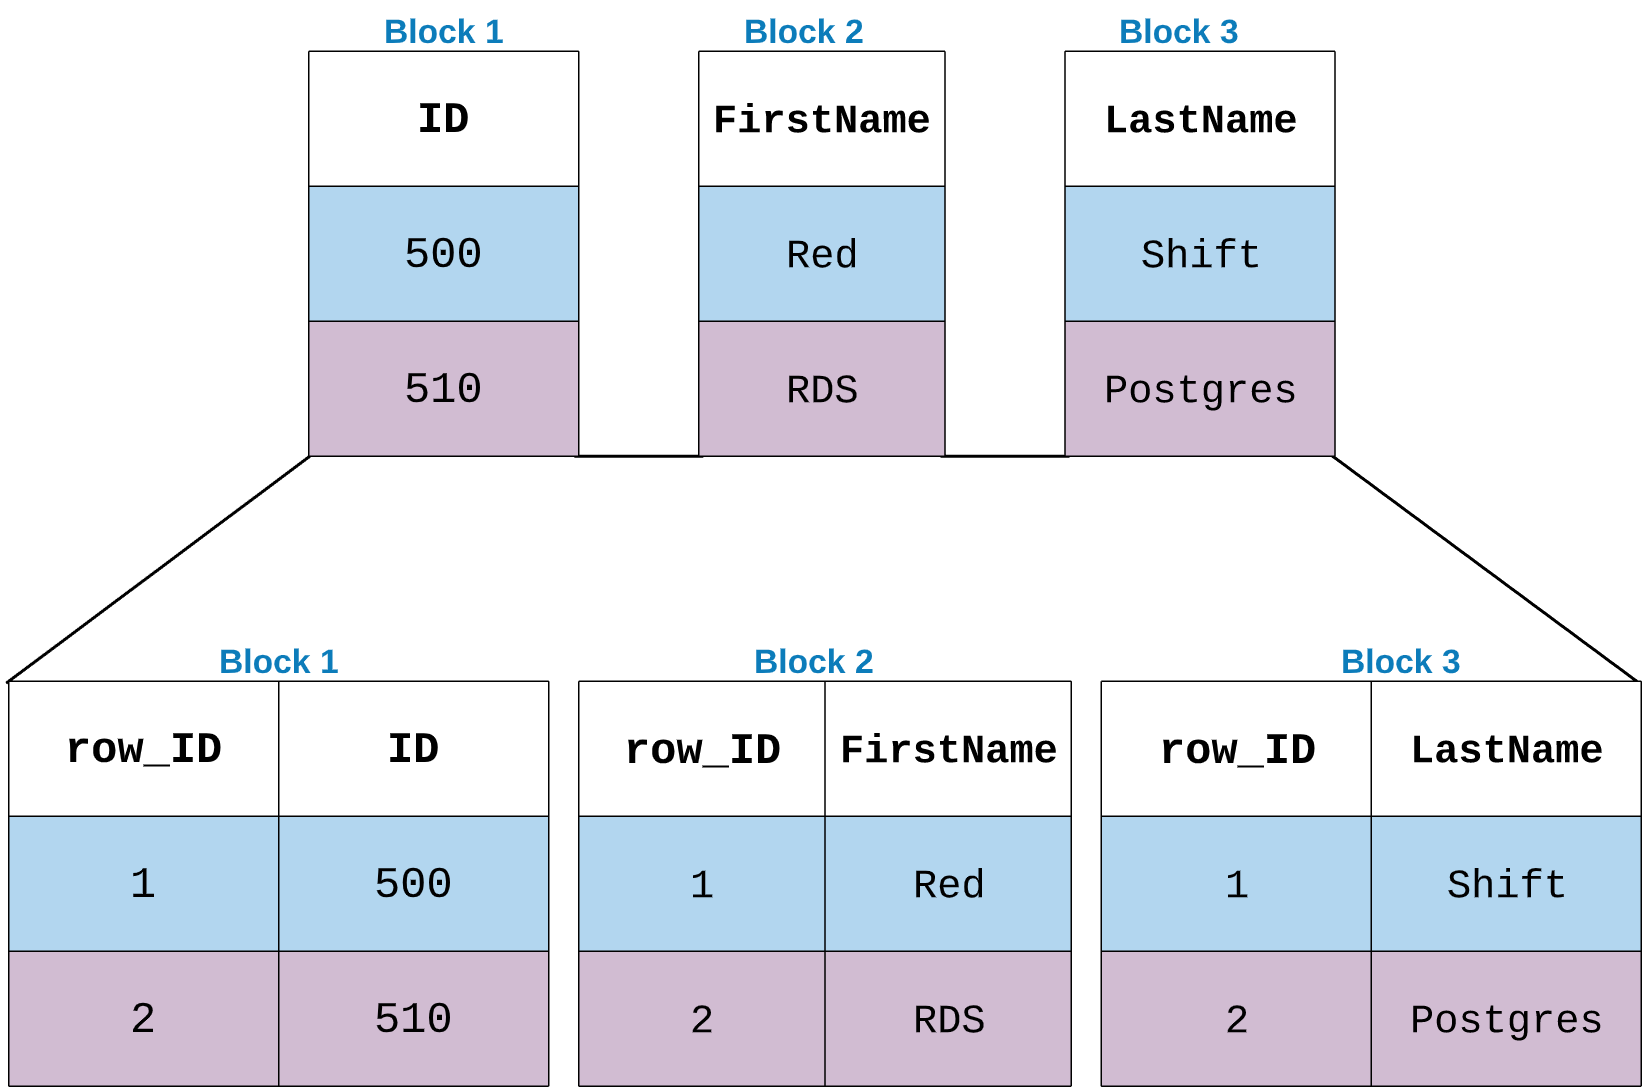 Block 1 Block 2 Block 3
ID FirstName LastName
500 Red Shift
510 RDS Postgres
Block 1 Block 2 Block 3
row_ID ID row_ID FirstName row_ID LastName
1 500 1 Red 1 Shift
2 510 2 RDS 2 Postgres